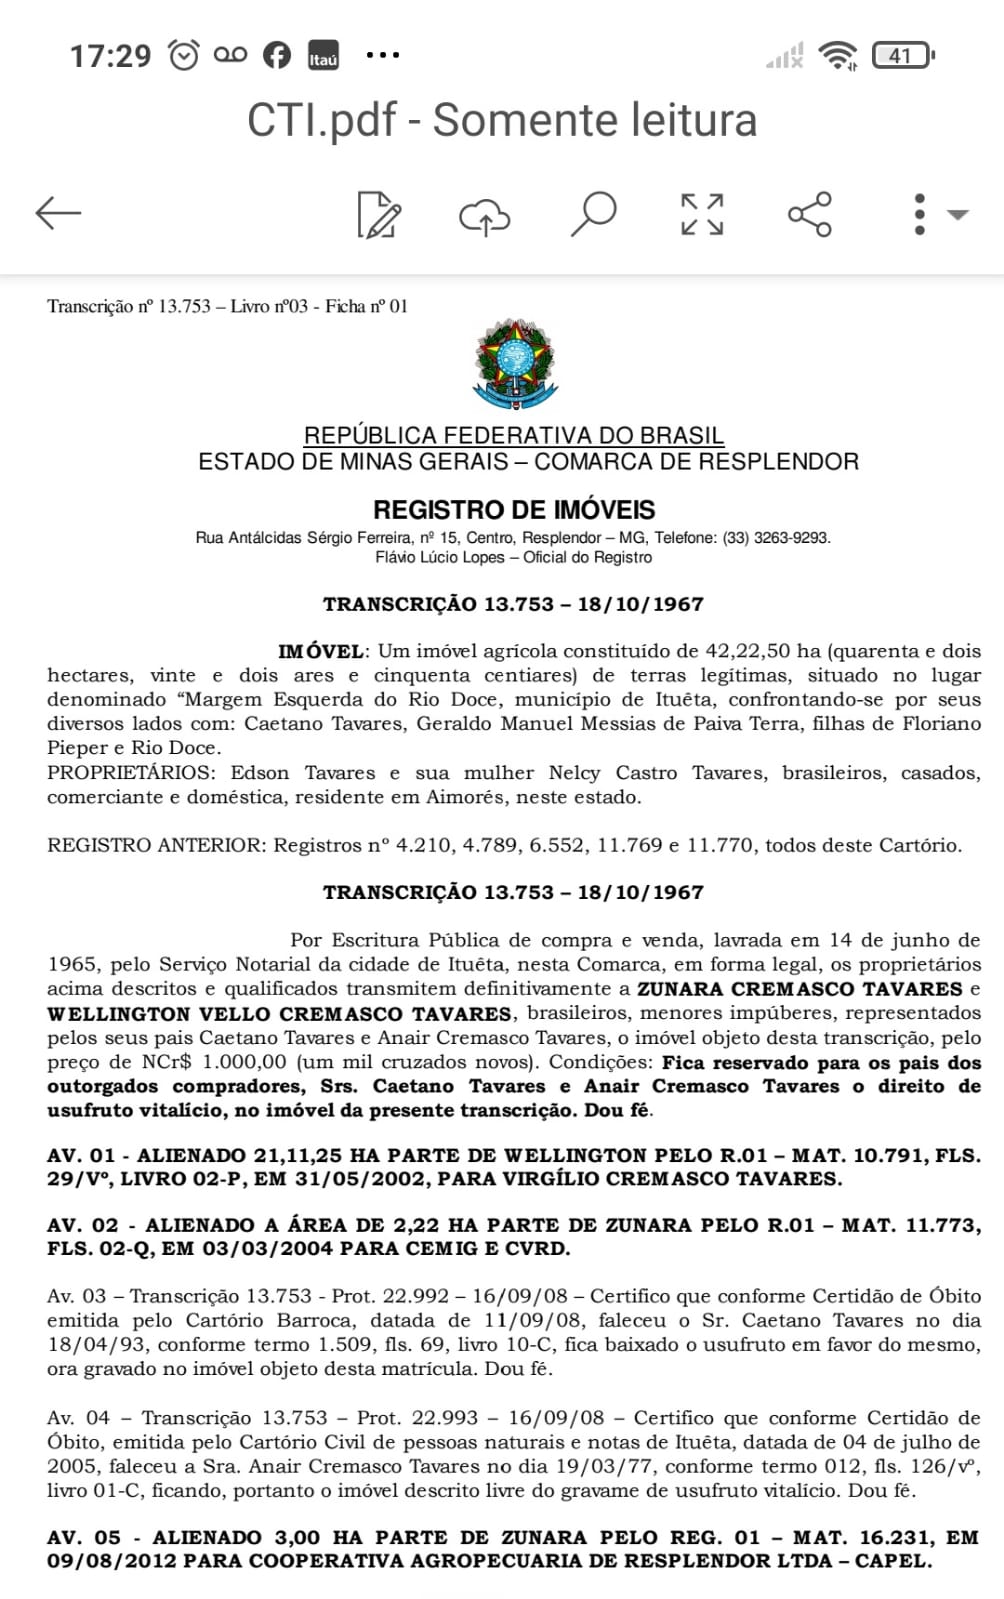 17:29 Itaú ... 41
CTI.pdf - Somente leitura
Transcrição nº 13.753 – Livro nº03 - Ficha nº 01
REPÚBLICA FEDERATIVA DO BRASIL
ESTADO DE MINAS GERAIS – COMARCA DE RESPLENDOR
REGISTRO DE IMÓVEIS
Rua Antálcidas Sérgio Ferreira, nº 15, Centro, Resplendor – MG, Telefone: (33) 3263-9293.
Flávio Lúcio Lopes – Oficial do Registro
TRANSCRIÇÃO 13.753 – 18/10/1967
IMÓVEL: Um imóvel agrícola constituído de 42,22,50 ha (quarenta e dois
hectares, vinte e dois ares e cinquenta centiares) de terras legítimas, situado no lugar
denominado “Margem Esquerda do Rio Doce, município de Ituêta, confrontando-se por seus
diversos lados com: Caetano Tavares, Geraldo Manuel Messias de Paiva Terra, filhas de Floriano
Pieper e Rio Doce.
PROPRIETÁRIOS: Edson Tavares e sua mulher Nelcy Castro Tavares, brasileiros, casados,
comerciante e doméstica, residente em Aimorés, neste estado.
REGISTRO ANTERIOR: Registros nº 4.210, 4.789, 6.552, 11.769 e 11.770, todos deste Cartório.
TRANSCRIÇÃO 13.753 – 18/10/1967
Por Escritura Pública de compra e venda, lavrada em 14 de junho de
1965, pelo Serviço Notarial da cidade de Ituêta, nesta Comarca, em forma legal, os proprietários
acima descritos e qualificados transmitem definitivamente a ZUNARA CREMASCO TAVARES e
WELLINGTON VELLO CREMASCO TAVARES, brasileiros, menores impúberes, representados
pelos seus pais Caetano Tavares e Anair Cremasco Tavares, o imóvel objeto desta transcrição, pelo
preço de NCr$ 1.000,00 (um mil cruzados novos). Condições: Fica reservado para os pais dos
outorgados compradores, Srs. Caetano Tavares e Anair Cremasco Tavares o direito de
usufruto vitalício, no imóvel da presente transcrição. Dou fé.
AV. 01 - ALIENADO 21,11,25 HA PARTE DE WELLINGTON PELO R.01 – MAT. 10.791, FLS.
29/Vº, LIVRO 02-P, EM 31/05/2002, PARA VIRGÍLIO CREMASCO TAVARES.
AV. 02 - ALIENADO A ÁREA DE 2,22 HA PARTE DE ZUNARA PELO R.01 – MAT. 11.773,
FLS. 02-Q, EM 03/03/2004 PARA CEMIG E CVRD.
Av. 03 – Transcrição 13.753 - Prot. 22.992 – 16/09/08 – Certifico que conforme Certidão de Óbito
emitida pelo Cartório Barroca, datada de 11/09/08, faleceu o Sr. Caetano Tavares no dia
18/04/93, conforme termo 1.509, fls. 69, livro 10-C, fica baixado o usufruto em favor do mesmo,
ora gravado no imóvel objeto desta matrícula. Dou fé.
Av. 04 – Transcrição 13.753 – Prot. 22.993 – 16/09/08 – Certifico que conforme Certidão de
Óbito, emitida pelo Cartório Civil de pessoas naturais e notas de Ituêta, datada de 04 de julho de
2005, faleceu a Sra. Anair Cremasco Tavares no dia 19/03/77, conforme termo 012, fls. 126/vº,
livro 01-C, ficando, portanto o imóvel descrito livre do gravame de usufruto vitalício. Dou fé.
AV. 05 - ALIENADO 3,00 HA PARTE DE ZUNARA PELO REG. 01 – MAT. 16.231, EM
09/08/2012 PARA COOPERATIVA AGROPECUARIA DE RESPLENDOR LTDA – CAPEL.